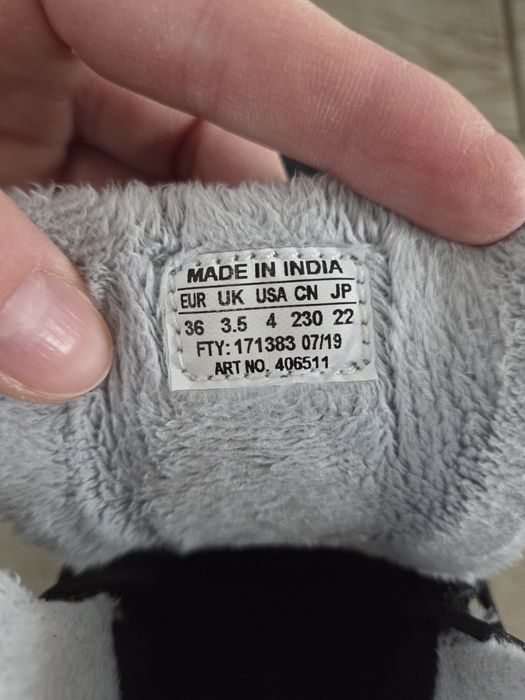 MADE IN INDIA
EUR UK USA CN JP
36 3.5 4 230 22
FTY: 171383 07/19
ART NO. 406511